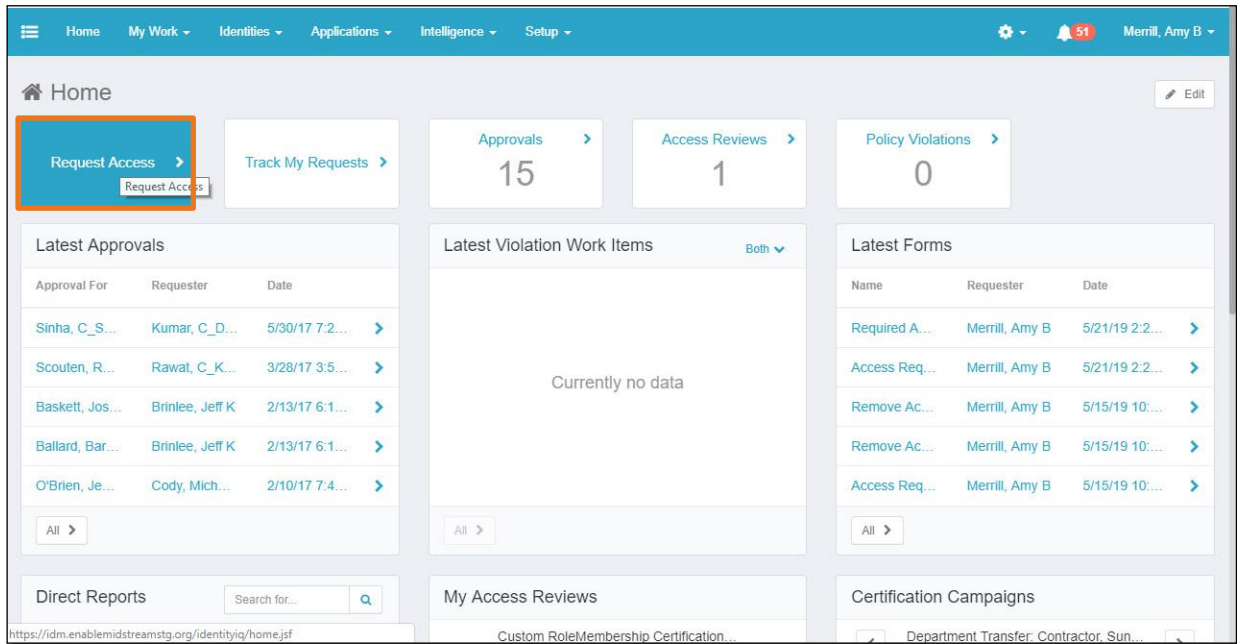 Home My Work Identities Applications Intelligence Setup 51 Merrill, Amy B
Home Edit
Request Access Track My Requests Approvals Access Reviews Policy Violations
15 1 0
Request Access
Latest Approvals Latest Violation Work Items Both Latest Forms
Approval For Requester Date Name Requester Date
Sinha, C_S... Kumar, C_D... 5/30/17 7:2... Required A... Merrill, Amy B 5/21/19 2:2...
Scouten, R... Rawat, C_K... 3/28/17 3:5... Access Req... Merrill, Amy B 5/21/19 2:2...
Currently no data
Baskett, Jos... Brinlee, Jeff K 2/13/17 6:1... Remove Ac... Merrill, Amy B 5/15/19 10:...
Ballard, Bar... Brinlee, Jeff K 2/13/17 6:1... Remove Ac... Merrill, Amy B 5/15/19 10:...
O'Brien, Je... Cody, Mich... 2/10/17 7:4... Access Req... Merrill, Amy B 5/15/19 10:...
All All All
Direct Reports Search for... My Access Reviews Certification Campaigns
https://idm.enablemidstreamstg.org/identityiq/home.jsf Custom RoleMembership Certification... Department Transfer: Contractor, Sun...